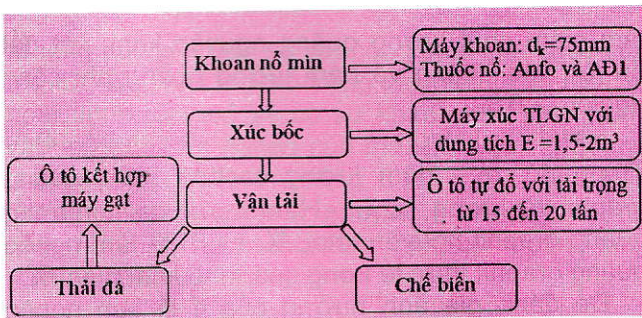 Khoan nổ mìn
Máy khoan: dₖ=75mm
Thuốc nổ: Anfo và AĐ1
Xúc bốc
Máy xúc TLGN với
dung tích E =1,5-2m³
Ô tô kết hợp
máy gạt
Vận tải
Ô tô tự đổ với tải trọng
từ 15 đến 20 tấn
Thải đá
Chế biến